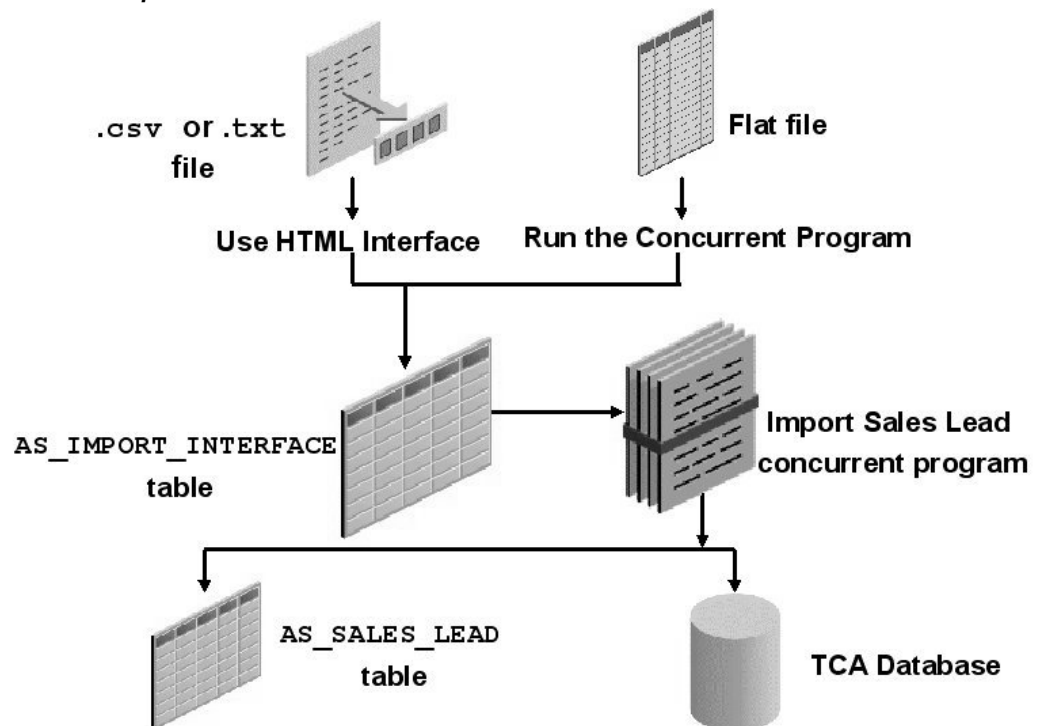 .csv or .txt
file
Flat file
Use HTML Interface
Run the Concurrent Program
AS_IMPORT_INTERFACE
table
Import Sales Lead
concurrent program
AS_SALES_LEAD
table
TCA Database